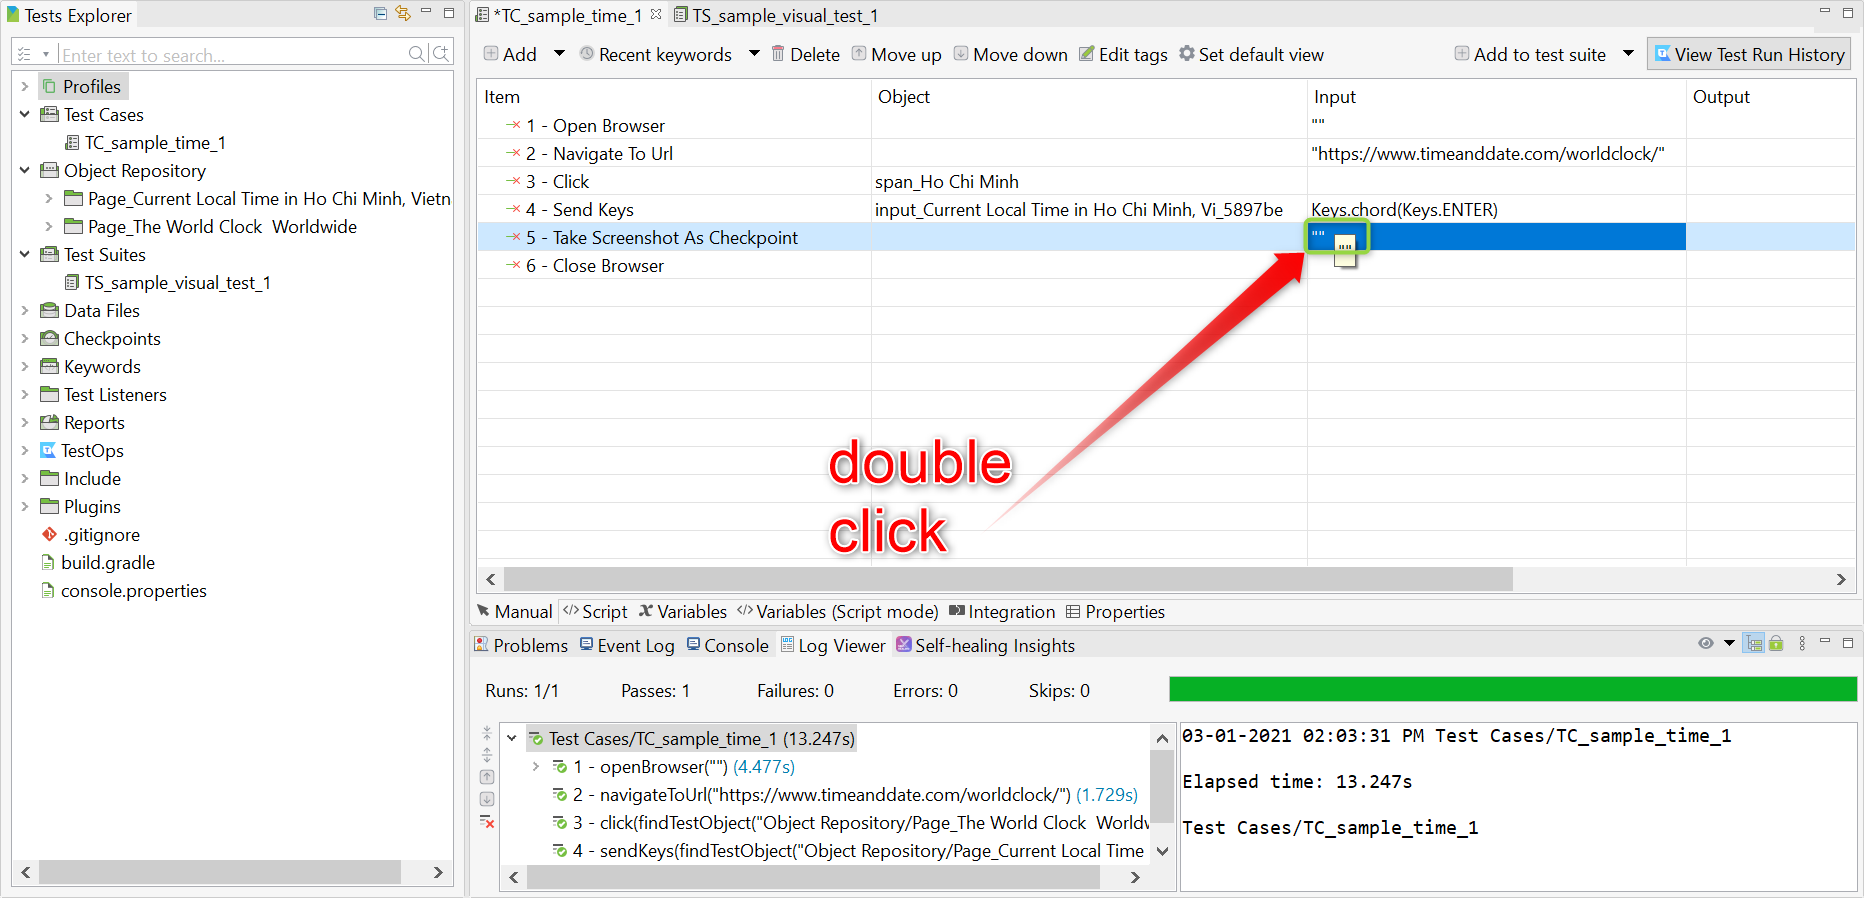 Tests Explorer
Enter text to search...
Profiles
Test Cases
TC_sample_time_1
Object Repository
Page_Current Local Time in Ho Chi Minh, Vietn
Page_The World Clock  Worldwide
Test Suites
TS_sample_visual_test_1
Data Files
Checkpoints
Keywords
Test Listeners
Reports
TestOps
Include
Plugins
.gitignore
build.gradle
console.properties
*TC_sample_time_1 TS_sample_visual_test_1
Add Recent keywords Delete Move up Move down Edit tags Set default view Add to test suite View Test Run History
Item Object Input Output
1 - Open Browser ""
2 - Navigate To Url "https://www.timeanddate.com/worldclock/"
3 - Click span_Ho Chi Minh
4 - Send Keys input_Current Local Time in Ho Chi Minh, Vi_5897be Keys.chord(Keys.ENTER)
5 - Take Screenshot As Checkpoint "" ""
6 - Close Browser
double
click
Manual Script Variables Variables (Script mode) Integration Properties
Problems Event Log Console Log Viewer Self-healing Insights
Runs: 1/1 Passes: 1 Failures: 0 Errors: 0 Skips: 0
Test Cases/TC_sample_time_1 (13.247s)
1 - openBrowser("") (4.477s)
2 - navigateToUrl("https://www.timeanddate.com/worldclock/") (1.729s)
3 - click(findTestObject("Object Repository/Page_The World Clock  Worldw
4 - sendKeys(findTestObject("Object Repository/Page_Current Local Time
03-01-2021 02:03:31 PM Test Cases/TC_sample_time_1
Elapsed time: 13.247s
Test Cases/TC_sample_time_1